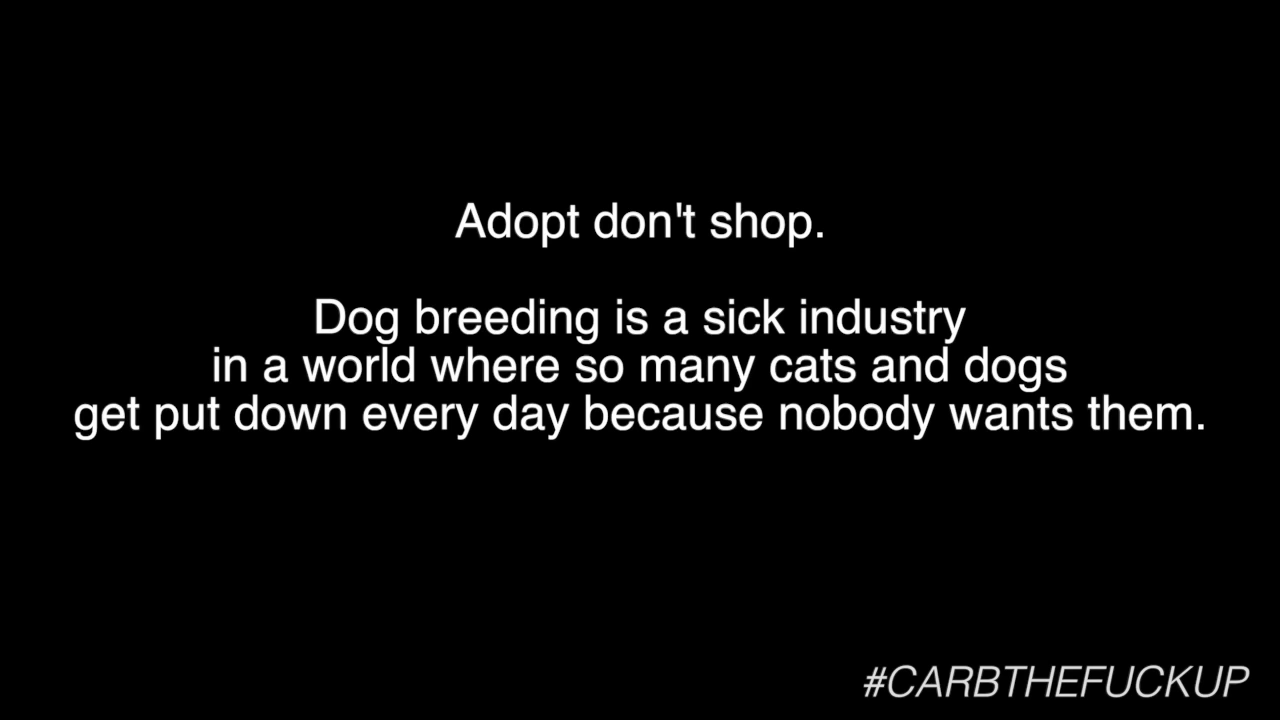 Adopt don't shop.
Dog breeding is a sick industry
in a world where so many cats and dogs
get put down every day because nobody wants them.
#CARBTHEFUCKUP